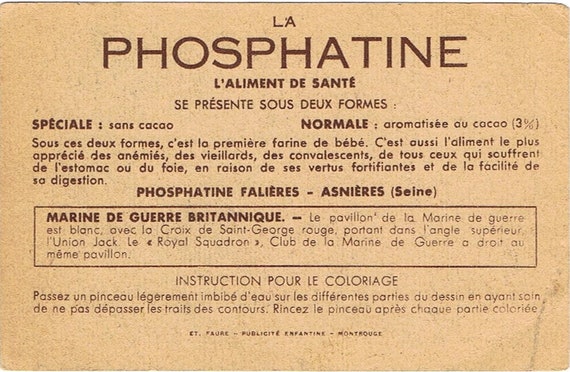 LA
PHOSPHATINE
L'ALIMENT DE SANTÉ
SE PRÉSENTE SOUS DEUX FORMES :
SPÉCIALE : sans cacao NORMALE : aromatisée au cacao (3%)
Sous ces deux formes, c'est la première farine de bébé. C'est aussi l'aliment le plus
apprécié des anémiés, des vieillards, des convalescents, de tous ceux qui souffrent
de l'estomac ou du foie, en raison de ses vertus fortifiantes et de la facilité de
sa digestion.
PHOSPHATINE FALIÈRES - ASNIÈRES (Seine)
MARINE DE GUERRE BRITANNIQUE. — Le pavillon de la Marine de guerre
est blanc, avec la Croix de Saint-George rouge, portant dans l'angle supérieur,
l'Union Jack. Le « Royal Squadron », Club de la Marine de Guerre a droit au
même pavillon.
INSTRUCTION POUR LE COLORIAGE
Passez un pinceau légerement imbibé d'eau sur les différentes parties du dessin en ayant soin
de ne pas dépasser les traits des contours. Rincez le pinceau après chaque partie coloriée
ET. FAURE - PUBLICITÉ ENFANTINE - MONTROUGE